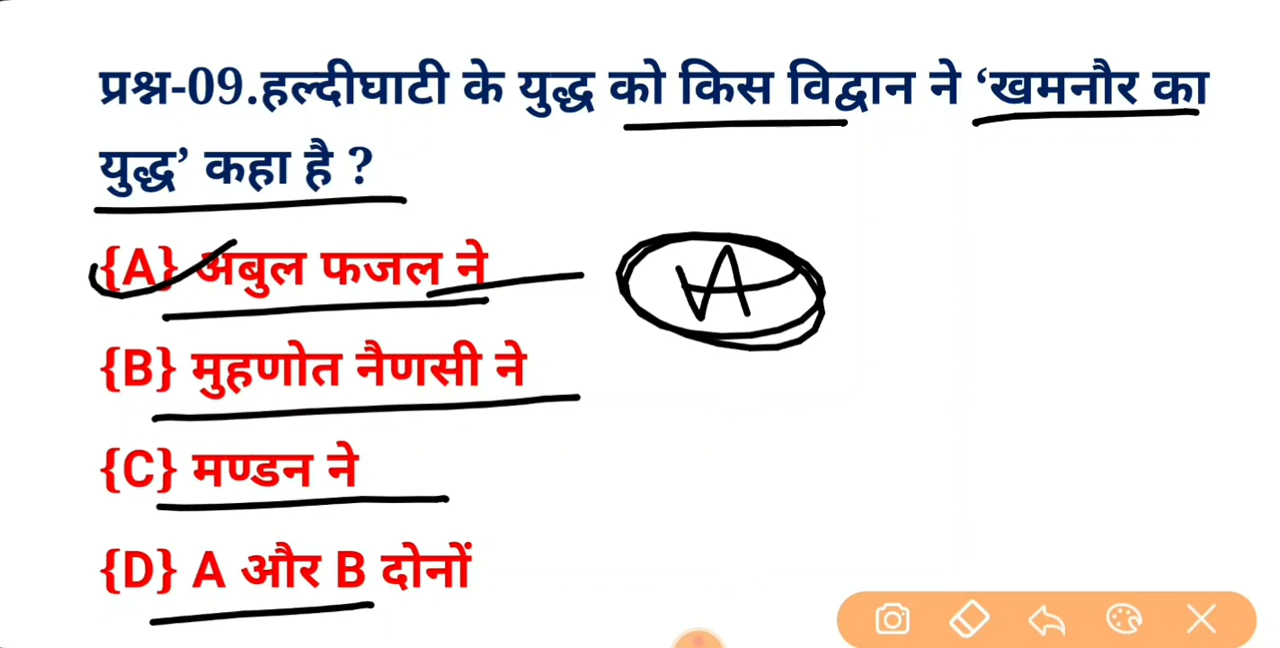 प्रश्न-09.हल्दीघाटी के युद्ध को किस विद्वान ने ‘खमनौर का
युद्ध’ कहा है ?
{A} अबुल फजल ने
A
{B} मुहणोत नैणसी ने
{C} मण्डन ने
{D} A और B दोनों